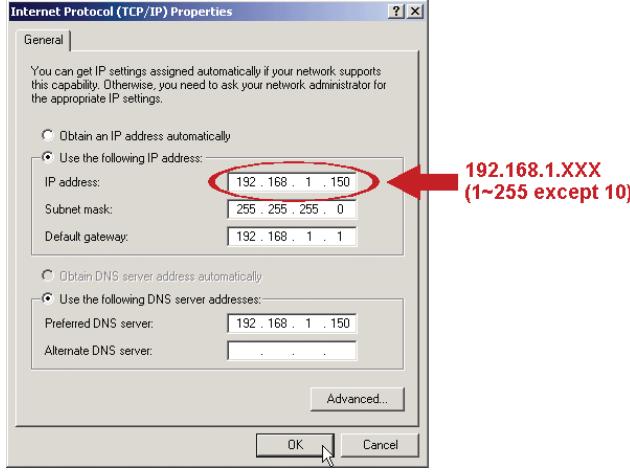 Internet Protocol (TCP/IP) Properties
General
You can get IP settings assigned automatically if your network supports
this capability. Otherwise, you need to ask your network administrator for
the appropriate IP settings.
Obtain an IP address automatically
Use the following IP address:
IP address: 192 . 168 . 1 . 150
Subnet mask: 255 . 255 . 255 . 0
Default gateway: 192 . 168 . 1 . 1
192.168.1.XXX
(1~255 except 10)
Obtain DNS server address automatically
Use the following DNS server addresses:
Preferred DNS server: 192 . 168 . 1 . 150
Alternate DNS server: . . .
Advanced...
OK Cancel